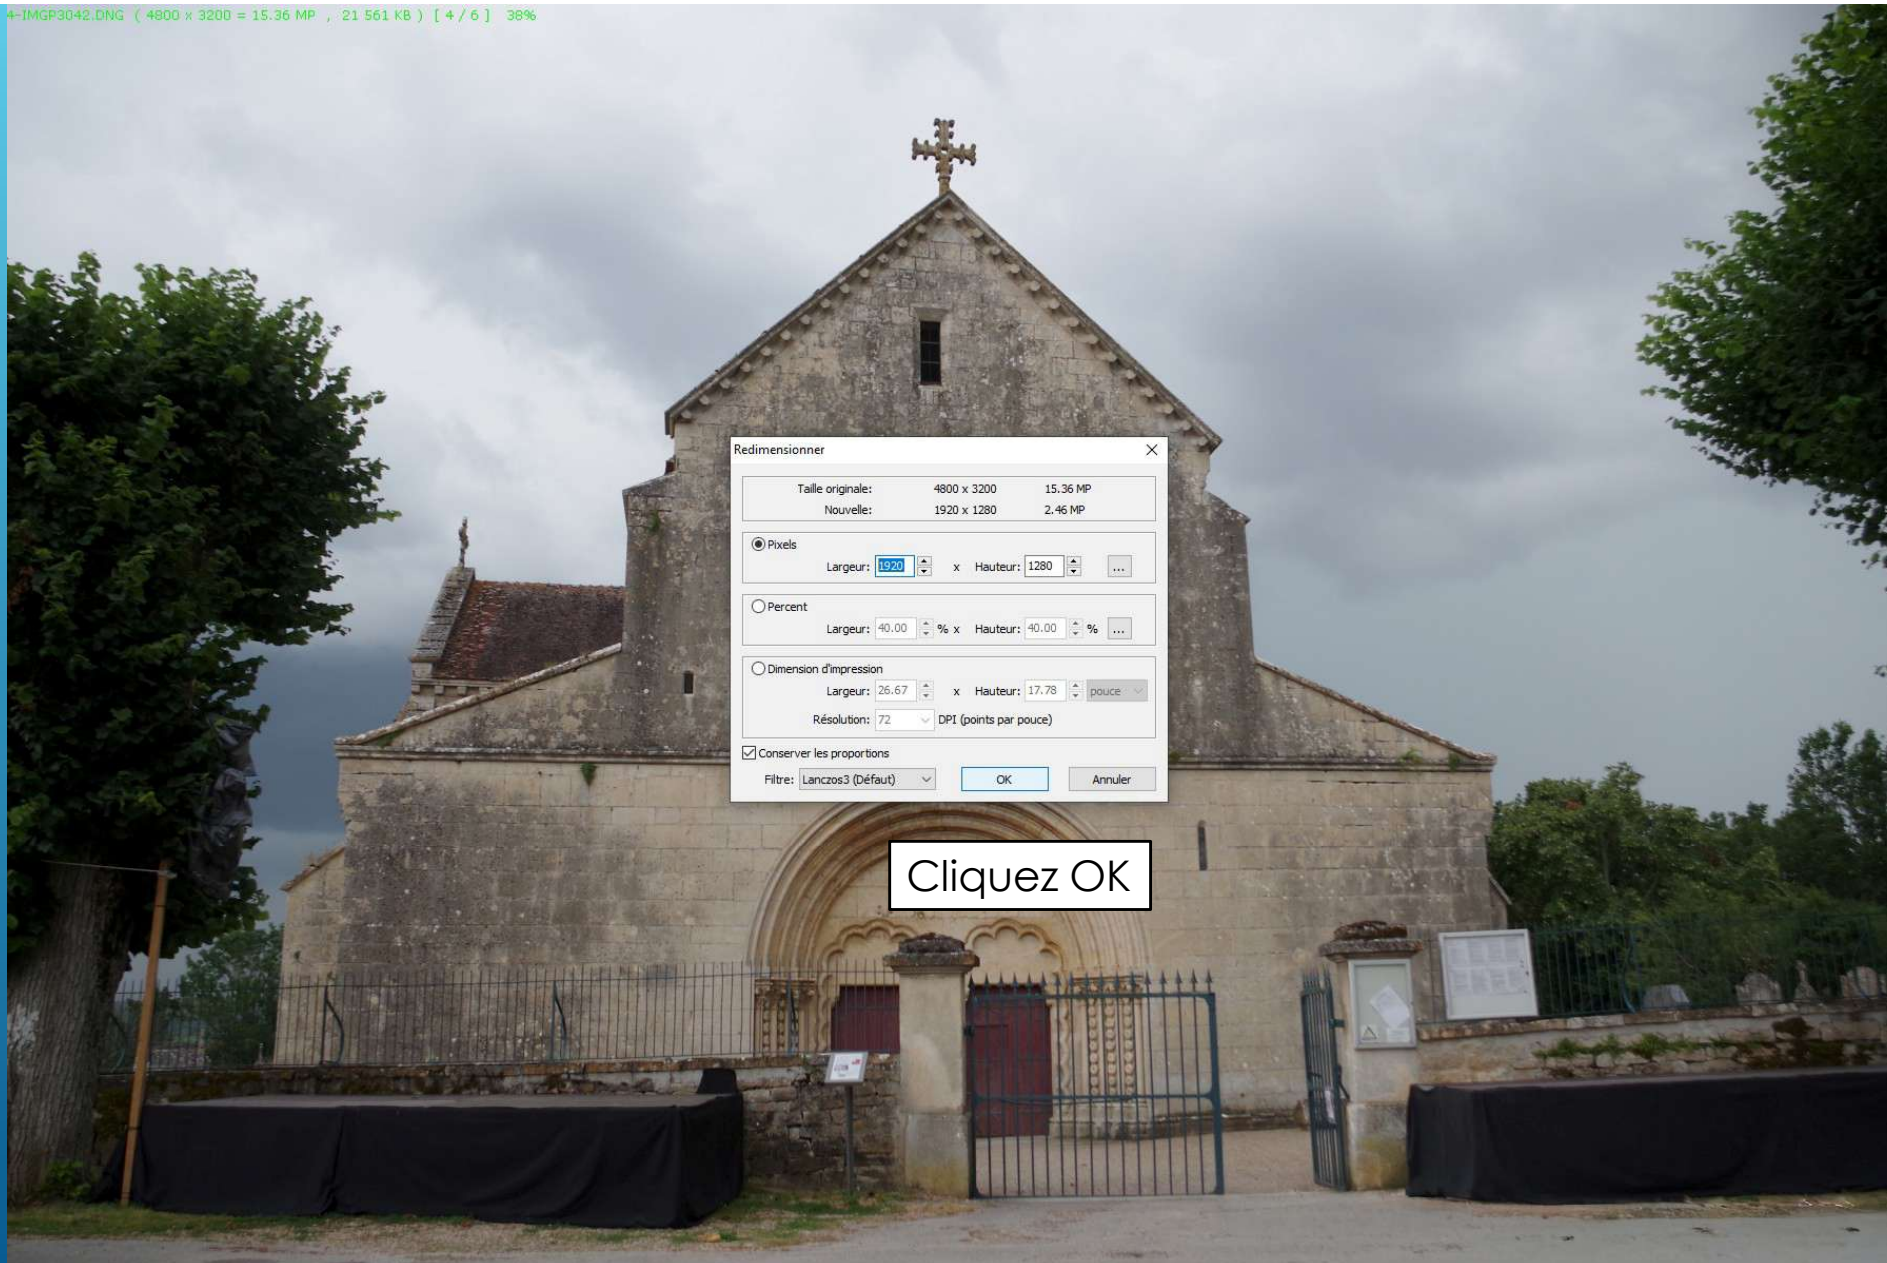 4-IMGP3042.DNG ( 4800 x 3200 = 15.36 MP , 21 561 KB ) [ 4 / 6 ] 38%
Redimensionner
Taille originale: 4800 x 3200 15.36 MP
Nouvelle: 1920 x 1280 2.46 MP
Pixels
Largeur: 1920 x Hauteur: 1280 ...
Percent
Largeur: 40.00 % x Hauteur: 40.00 % ...
Dimension d'impression
Largeur: 26.67 x Hauteur: 17.78 pouce
Résolution: 72 DPI (points par pouce)
Conserver les proportions
Filtre: Lanczos3 (Défaut) OK Annuler
Cliquez OK